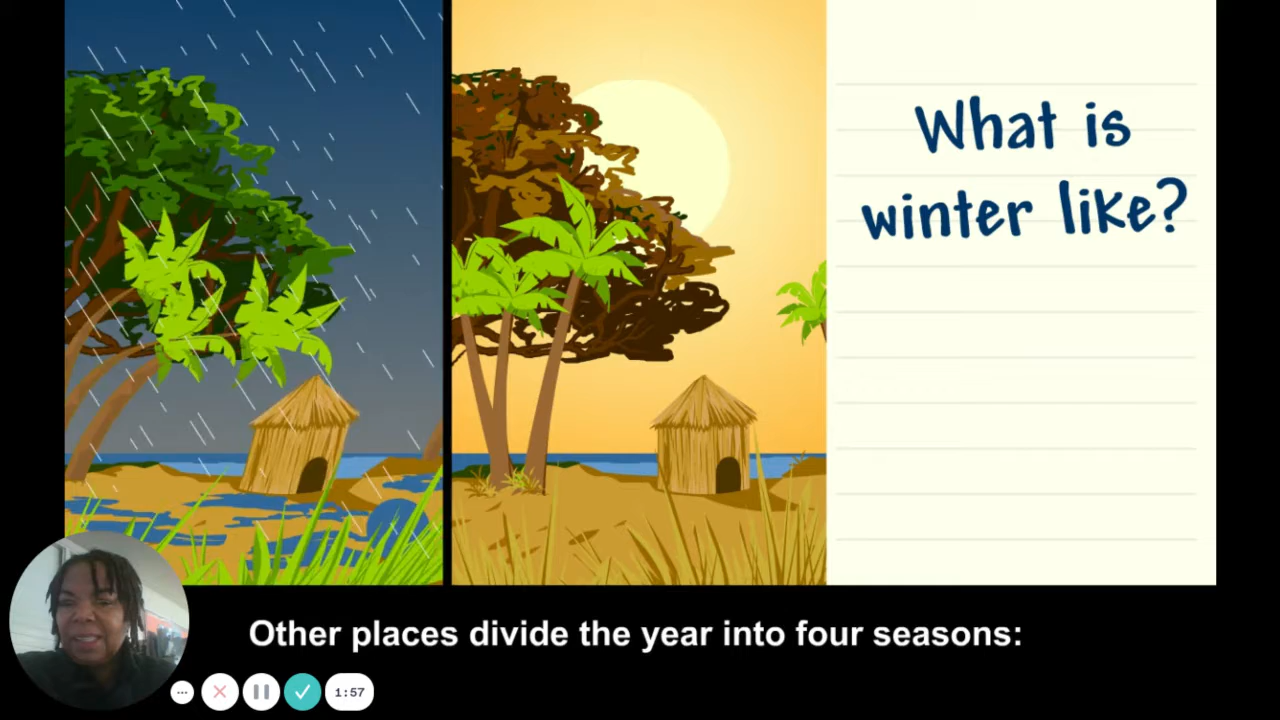 What is
winter like?
Other places divide the year into four seasons:
1:57